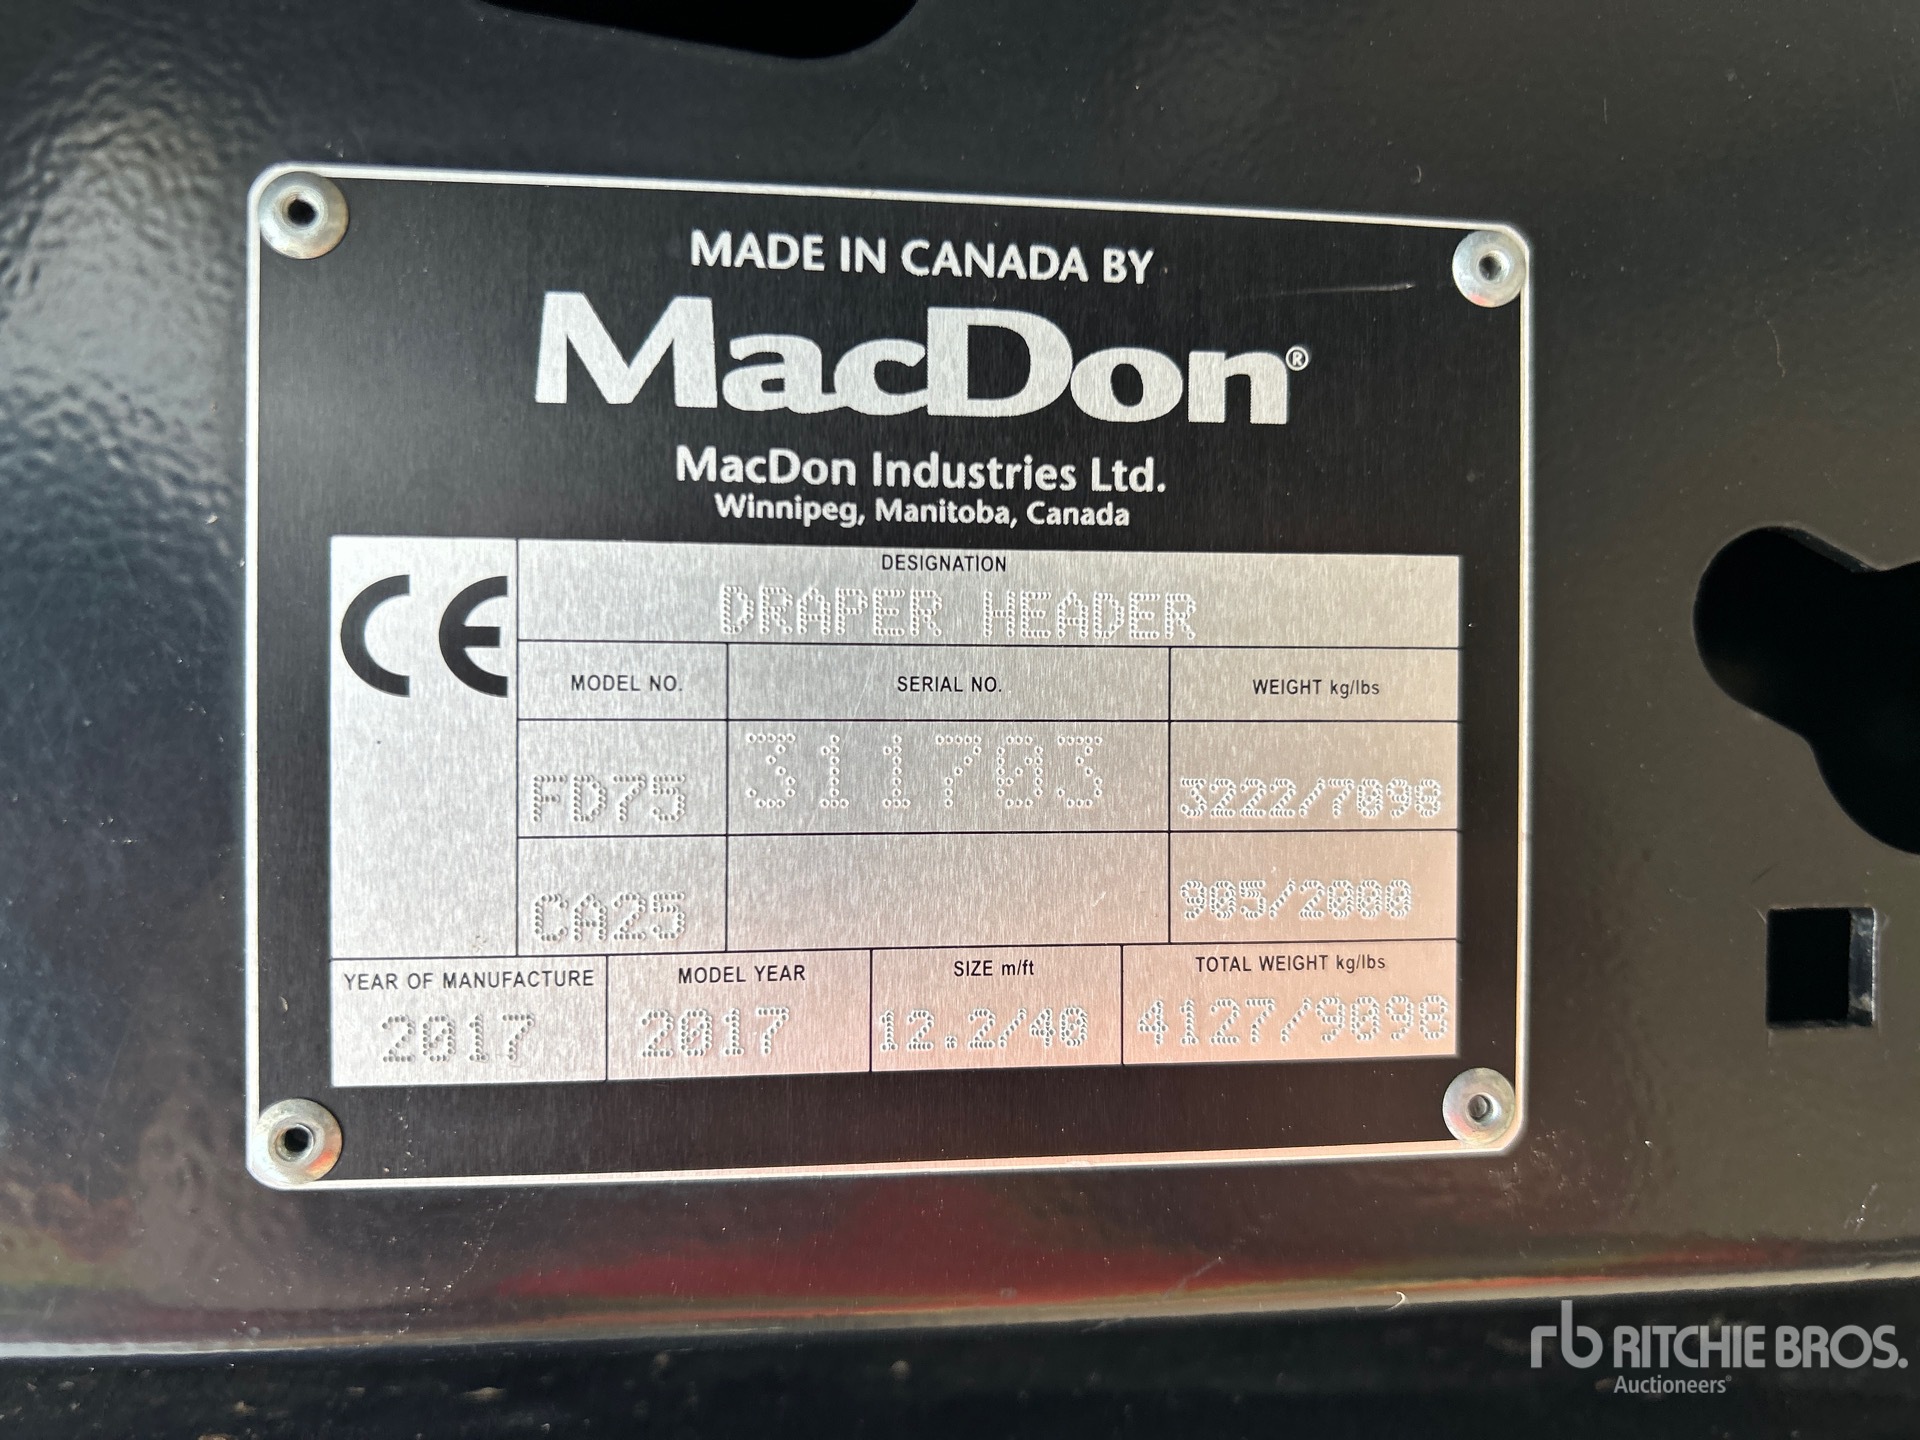 MADE IN CANADA BY
MacDon®
MacDon Industries Ltd.
Winnipeg, Manitoba, Canada
CE
DESIGNATION
DRAPER HEADER
MODEL NO. SERIAL NO. WEIGHT kg/lbs
FD75 311703 3222/7098
CA25 905/2000
YEAR OF MANUFACTURE MODEL YEAR SIZE m/ft TOTAL WEIGHT kg/lbs
2017 2017 12.2/40 4127/9098
rb RITCHIE BROS.
Auctioneers®